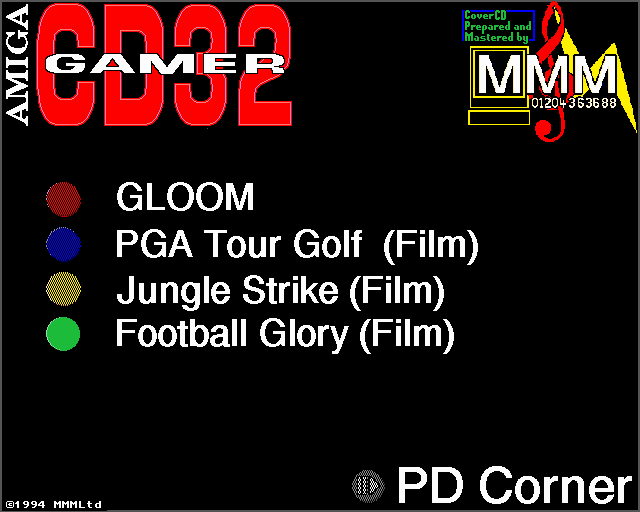 AMIGA
CD32
GAMER
CoverCD
Prepared and
Mastered by
MMM
01204363688
GLOOM
PGA Tour Golf (Film)
Jungle Strike (Film)
Football Glory (Film)
PD Corner
©1994 MMMLtd